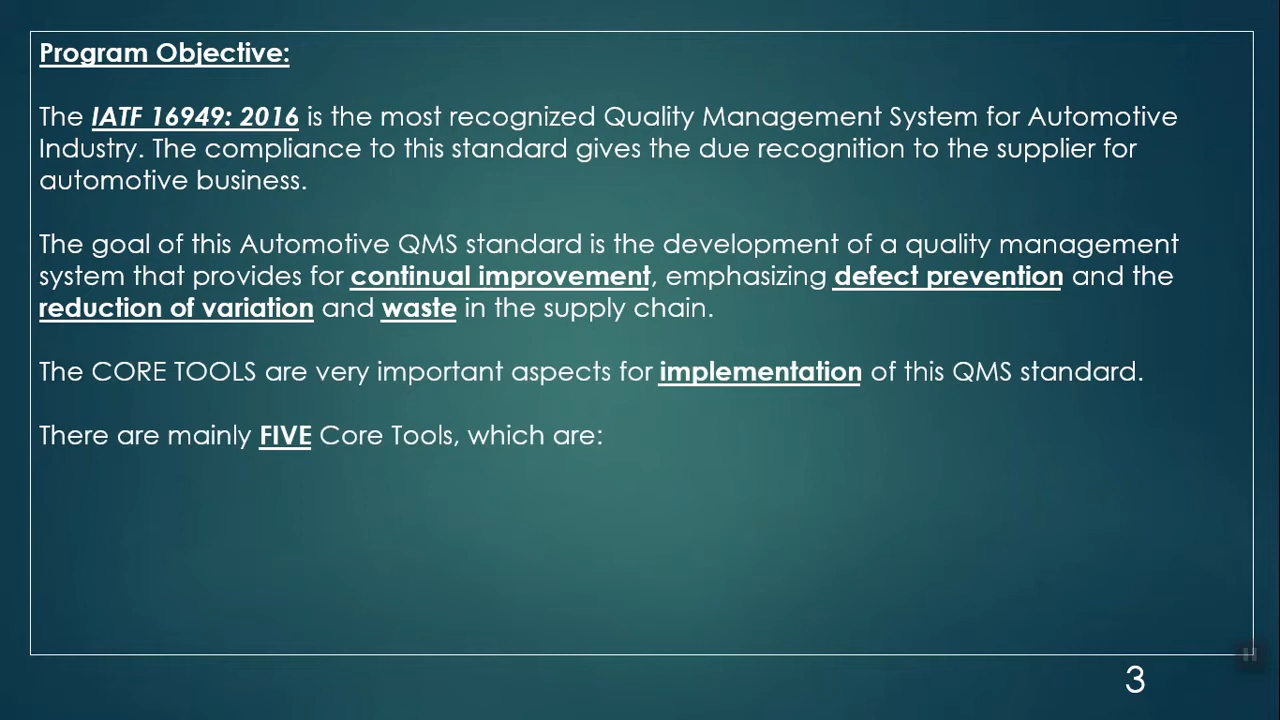 Program Objective:
The IATF 16949: 2016 is the most recognized Quality Management System for Automotive
Industry. The compliance to this standard gives the due recognition to the supplier for
automotive business.
The goal of this Automotive QMS standard is the development of a quality management
system that provides for continual improvement, emphasizing defect prevention and the
reduction of variation and waste in the supply chain.
The CORE TOOLS are very important aspects for implementation of this QMS standard.
There are mainly FIVE Core Tools, which are:
3